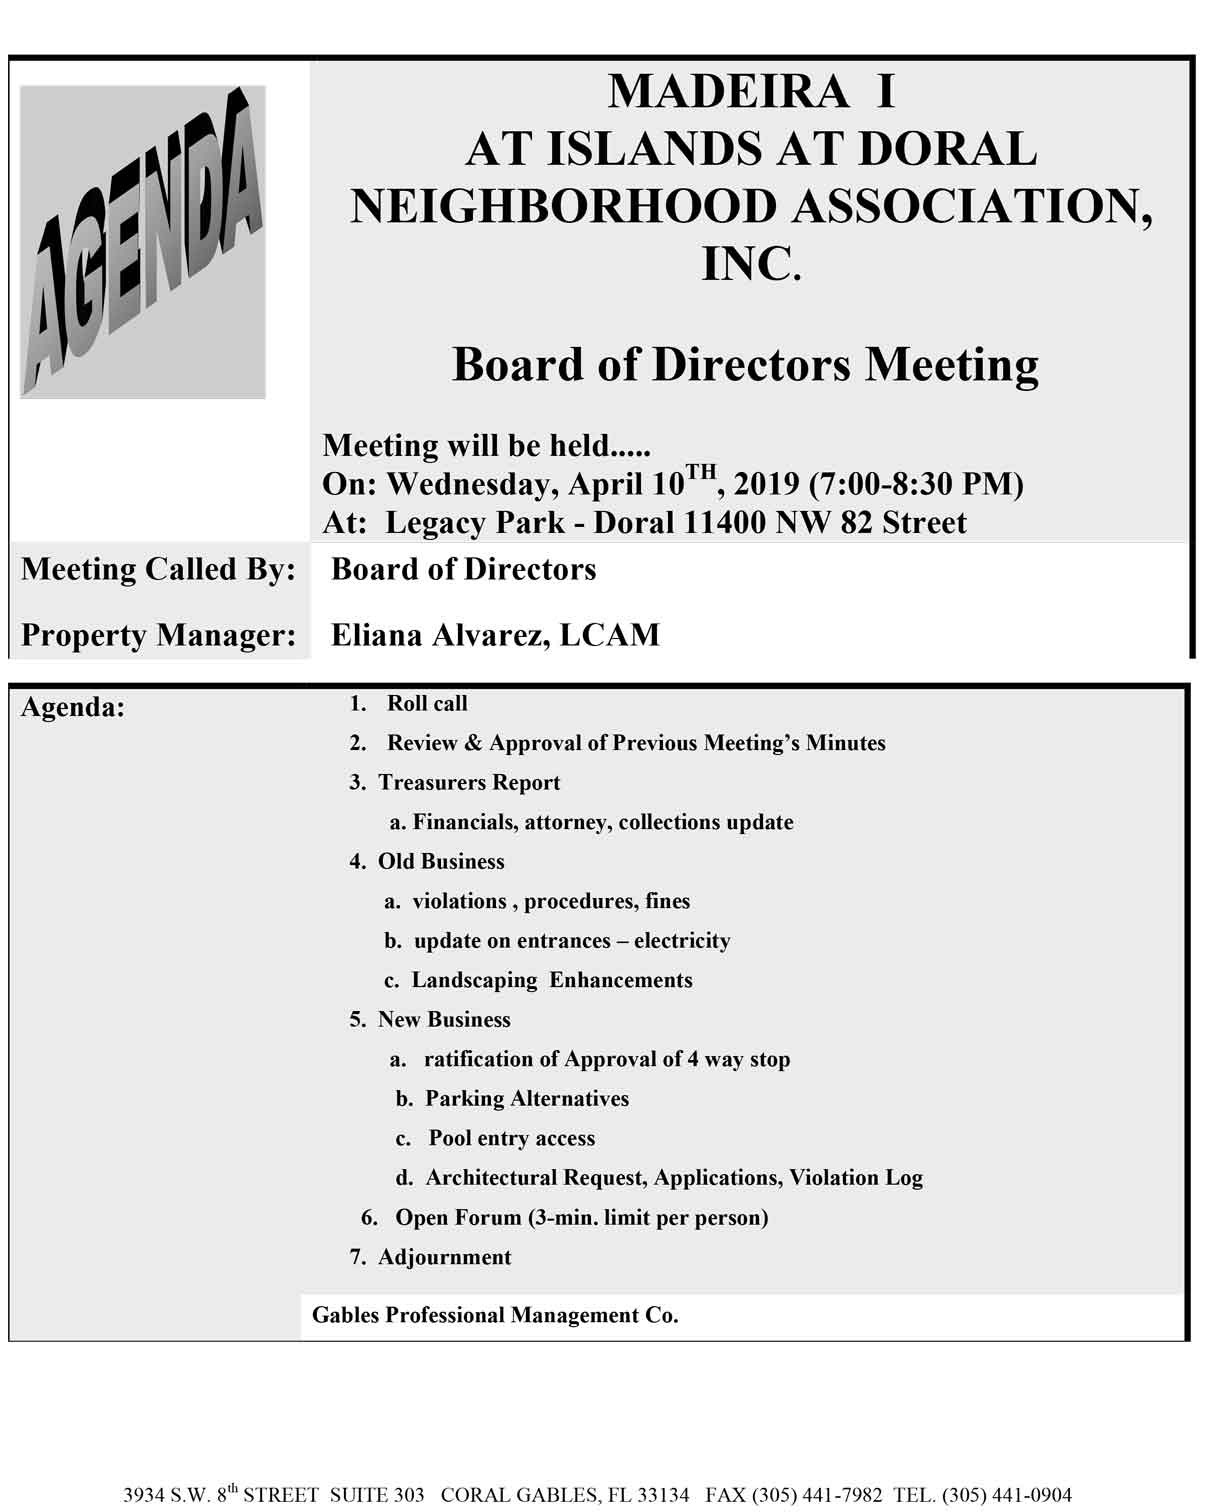 AGENDA
MADEIRA  I
AT ISLANDS AT DORAL
NEIGHBORHOOD ASSOCIATION,
INC.
Board of Directors Meeting
Meeting will be held.....
On: Wednesday, April 10TH, 2019 (7:00-8:30 PM)
At:  Legacy Park - Doral 11400 NW 82 Street
Meeting Called By: Board of Directors
Property Manager: Eliana Alvarez, LCAM
Agenda:
1. Roll call
2. Review & Approval of Previous Meeting’s Minutes
3. Treasurers Report
a. Financials, attorney, collections update
4. Old Business
a. violations , procedures, fines
b. update on entrances – electricity
c. Landscaping  Enhancements
5. New Business
a. ratification of Approval of 4 way stop
b. Parking Alternatives
c. Pool entry access
d. Architectural Request, Applications, Violation Log
6. Open Forum (3-min. limit per person)
7. Adjournment
Gables Professional Management Co.
3934 S.W. 8th STREET  SUITE 303   CORAL GABLES, FL 33134   FAX (305) 441-7982  TEL. (305) 441-0904